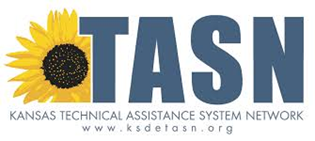 TASN
KANSAS TECHNICAL ASSISTANCE SYSTEM NETWORK
www.ksdetasn.org